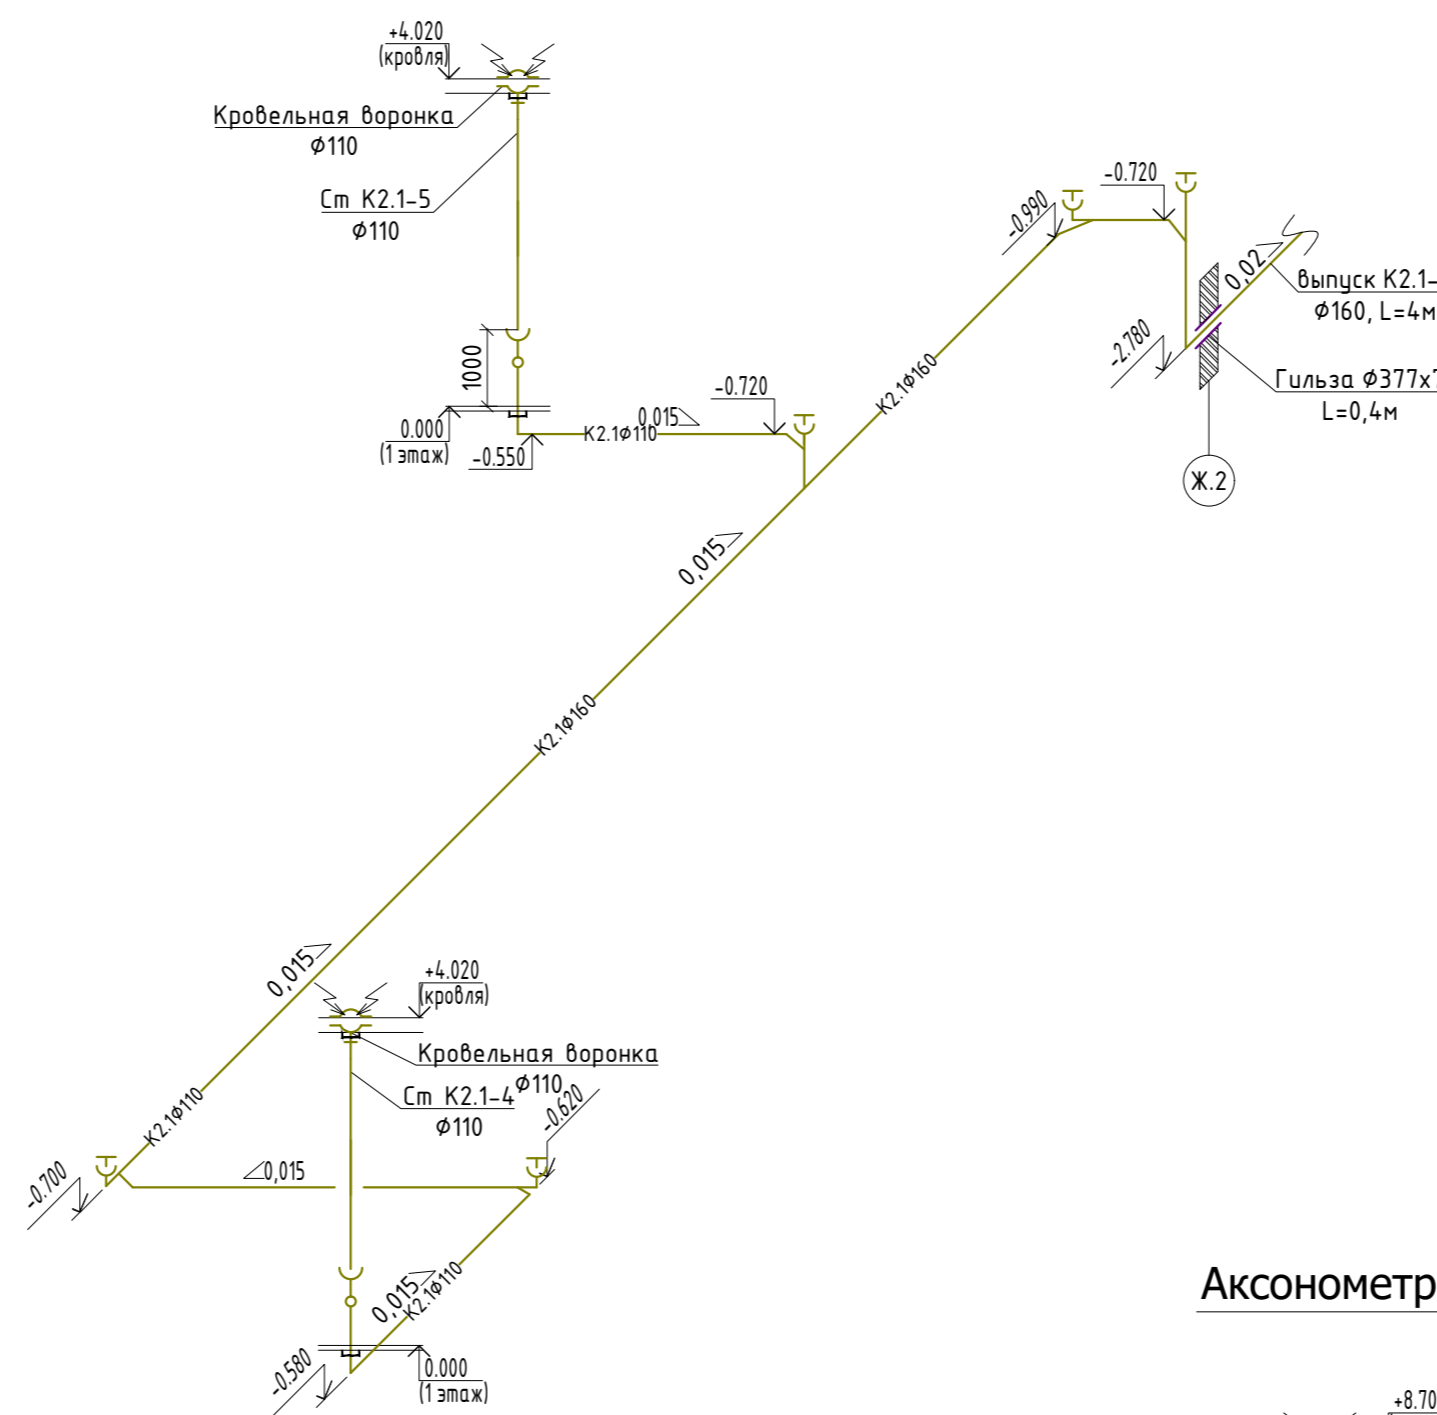 +4.020
(кровля)
Кровельная воронка
Ф110
Ст К2.1-5
Ф110
1000
0.000
(1 этаж)
-0.550
К2.1Ф110
0,015
-0.720
К2.1Ф160
-0.990
-0.720
0,02
выпуск К2.1-
Ф160, L=4м
-2.780
Гильза Ф377х7
L=0,4м
Ж.2
0,015
К2.1Ф160
0,015
+4.020
(кровля)
Кровельная воронка
Ф110
Ст К2.1-4
Ф110
-0.620
К2.1Ф110
-0.700
0,015
0,015
К2.1Ф110
-0.580
0.000
(1 этаж)
Аксонометр
+8.70